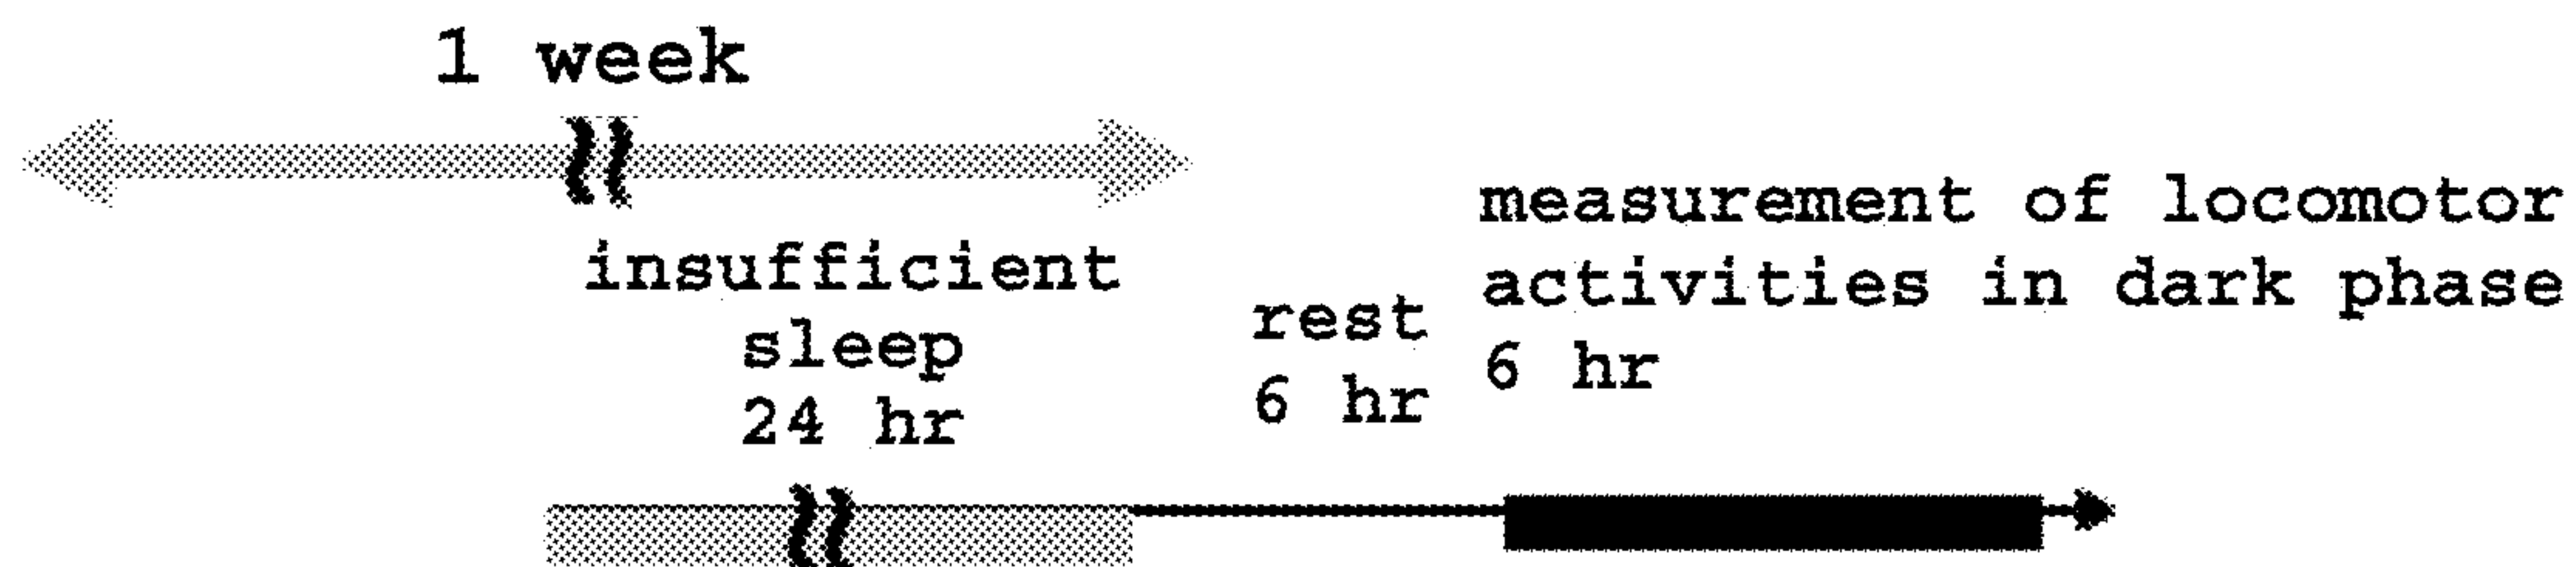 1 week
insufficient
sleep
24 hr
rest
6 hr
measurement of locomotor
activities in dark phase
6 hr